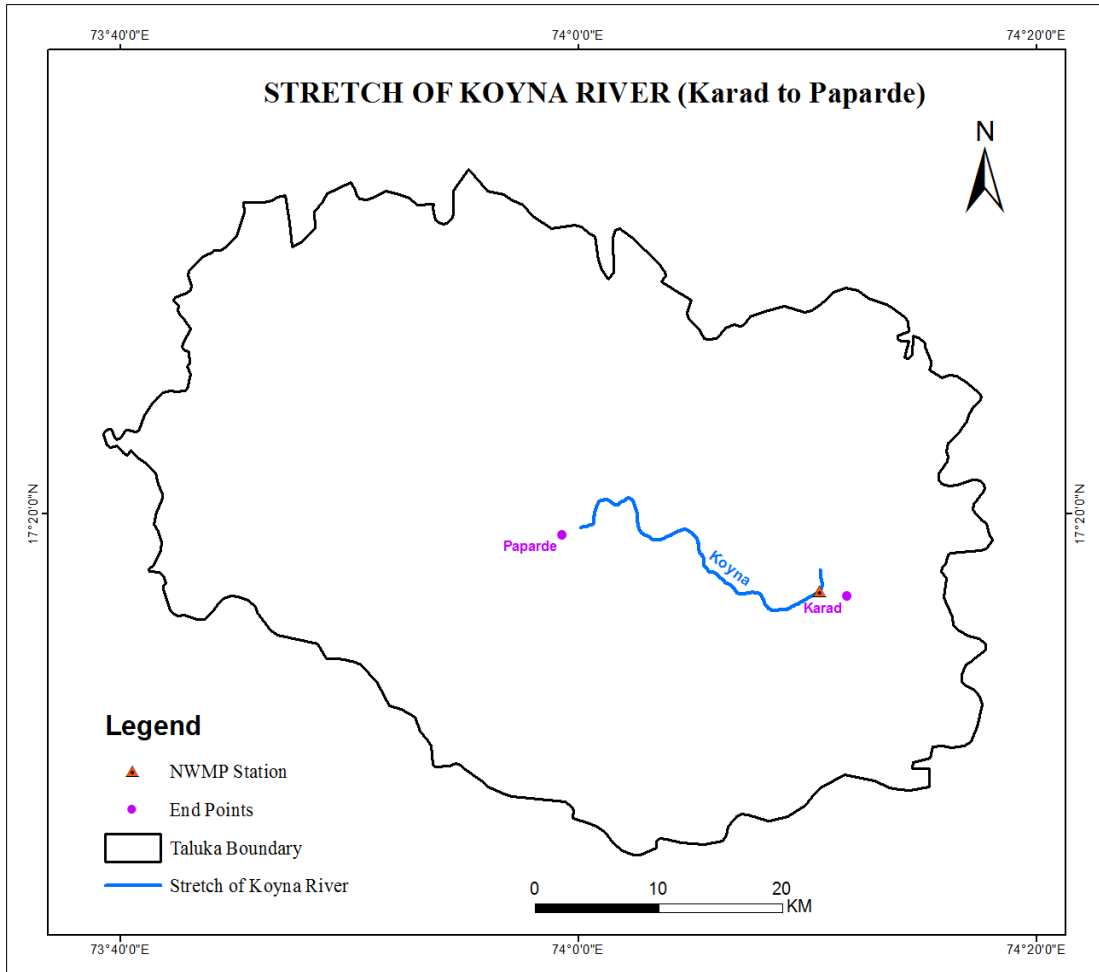 73°40'0"E 74°0'0"E 74°20'0"E
STRETCH OF KOYNA RIVER (Karad to Paparde)
N
17°20'0"N
17°20'0"N
Paparde
Koyna
Karad
Legend
NWMP Station
End Points
Taluka Boundary
Stretch of Koyna River
0 10 20
KM
73°40'0"E 74°0'0"E 74°20'0"E